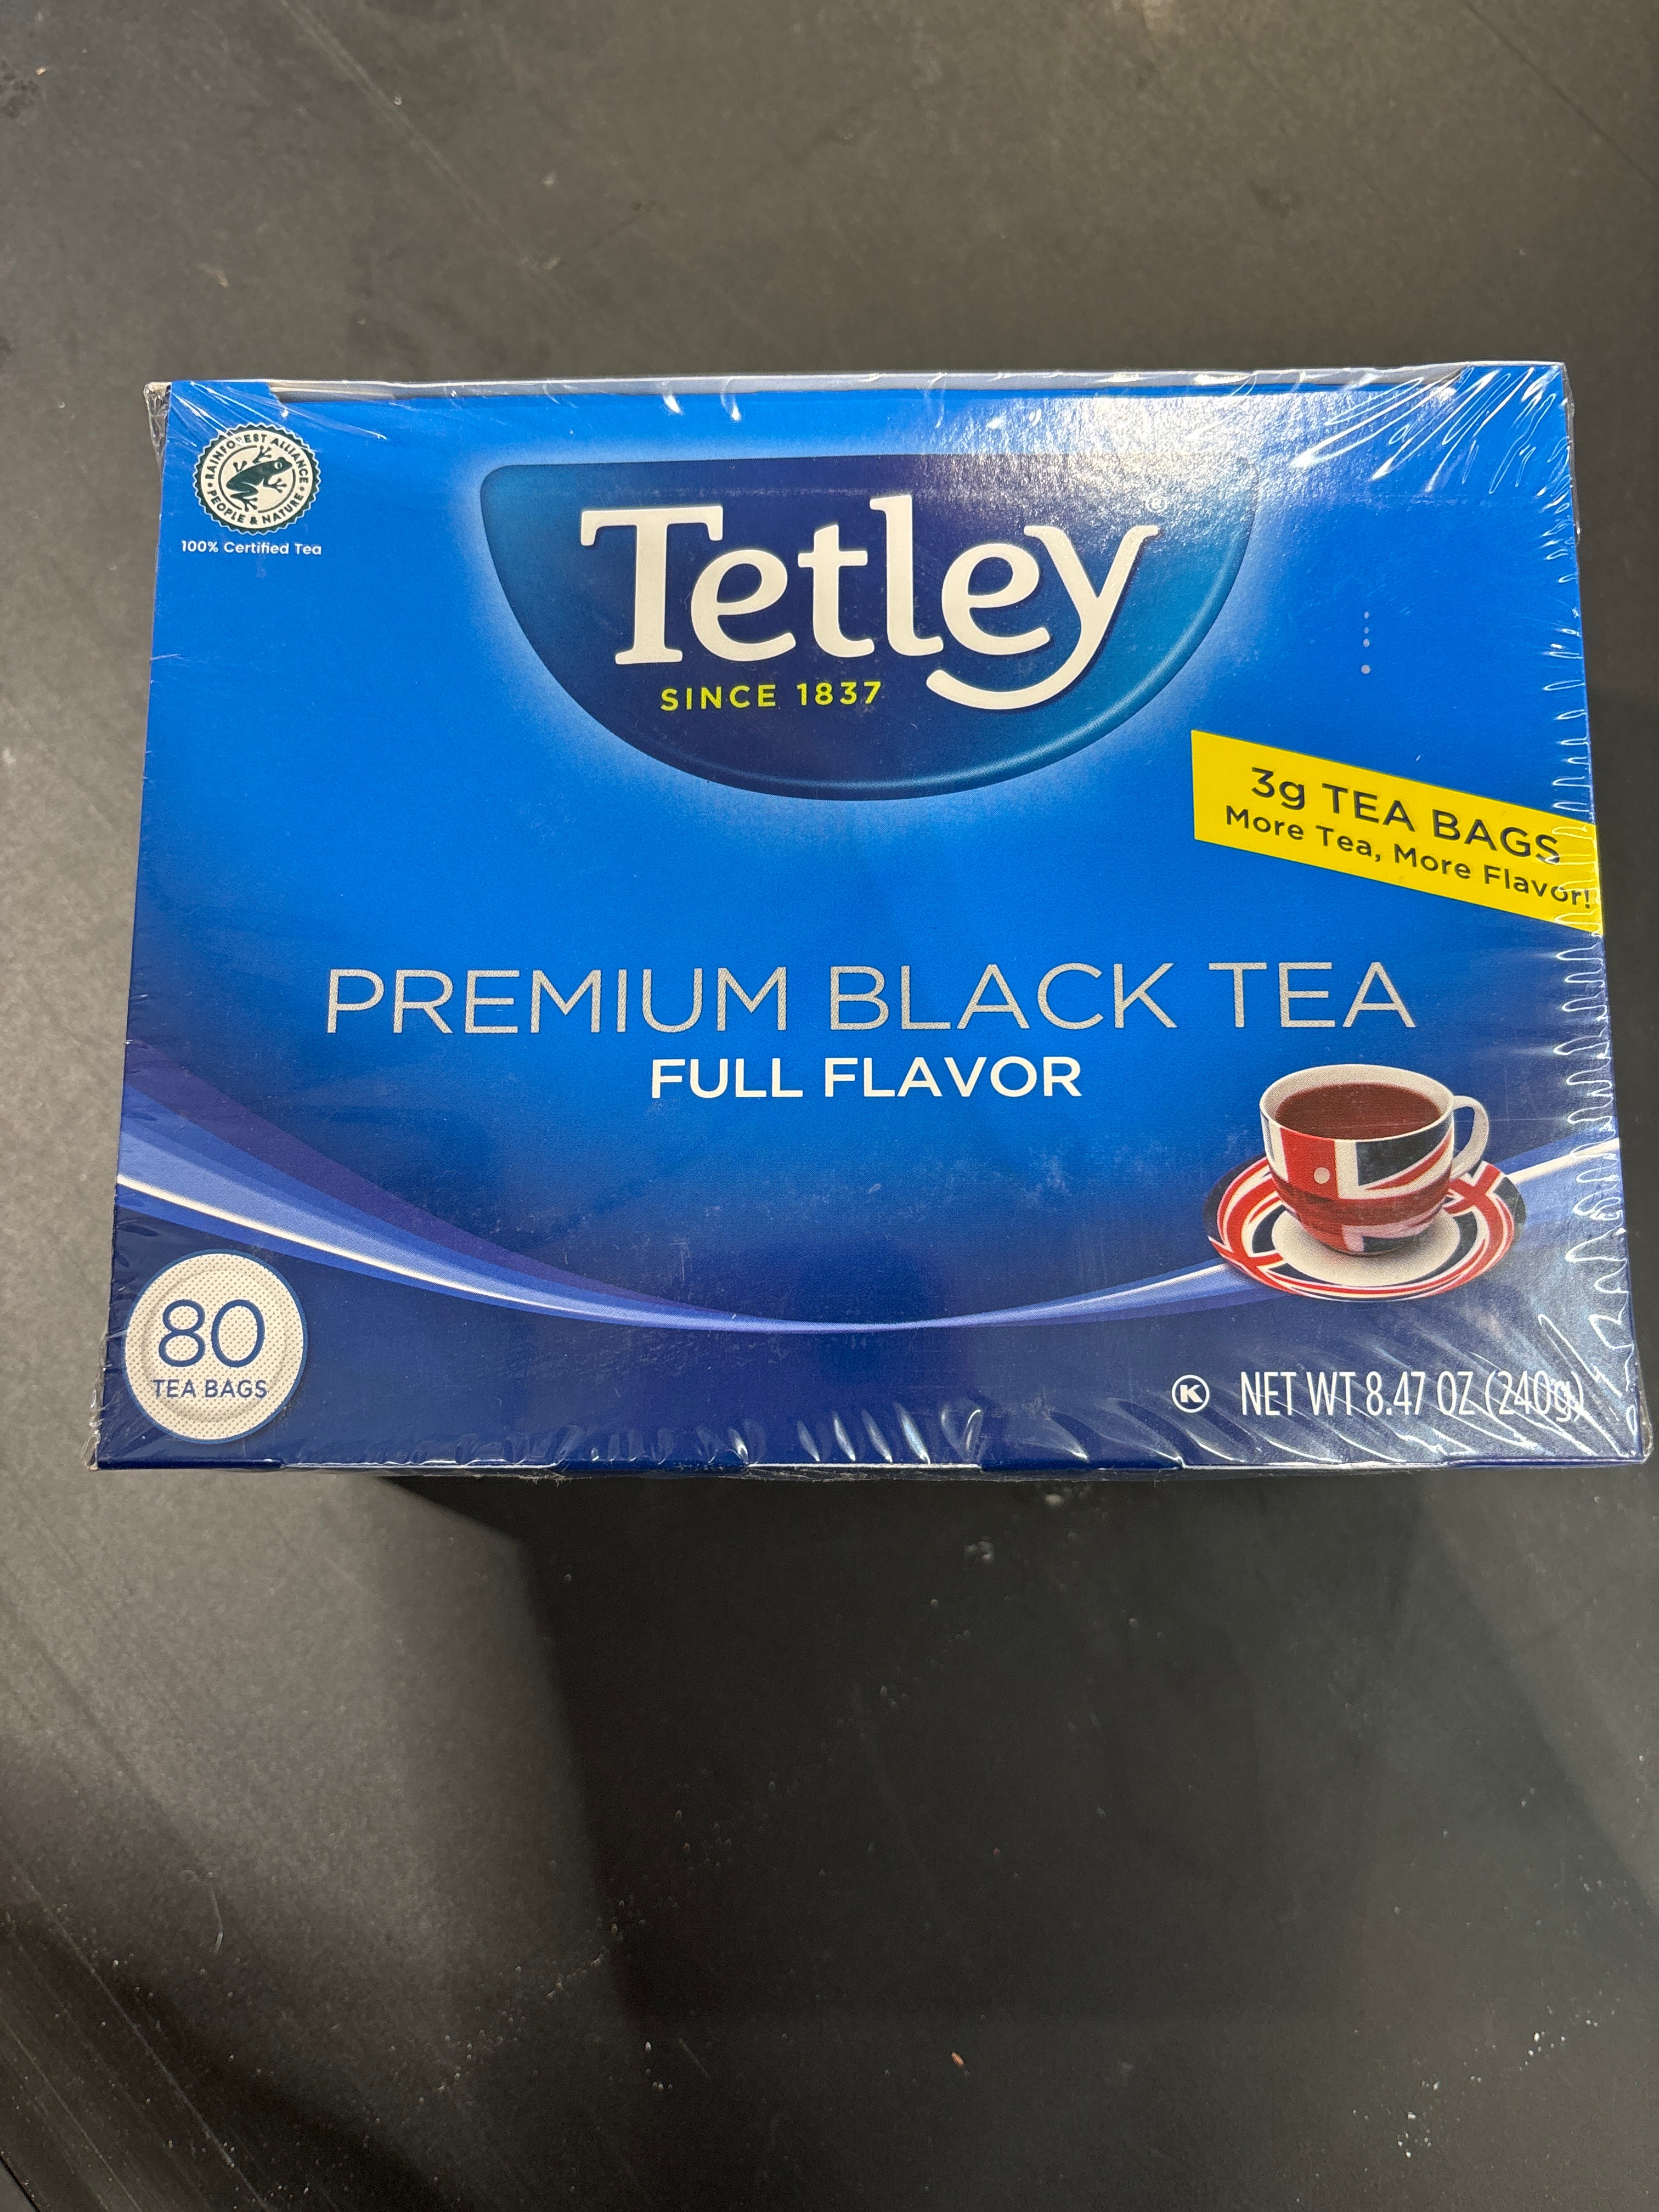 RAINFOREST ALLIANCE
PEOPLE & NATURE
100% Certified Tea
Tetley®
SINCE 1837
3g TEA BAGS
More Tea, More Flavor!
PREMIUM BLACK TEA
FULL FLAVOR
80
TEA BAGS
K NET WT 8.47 OZ (240g)